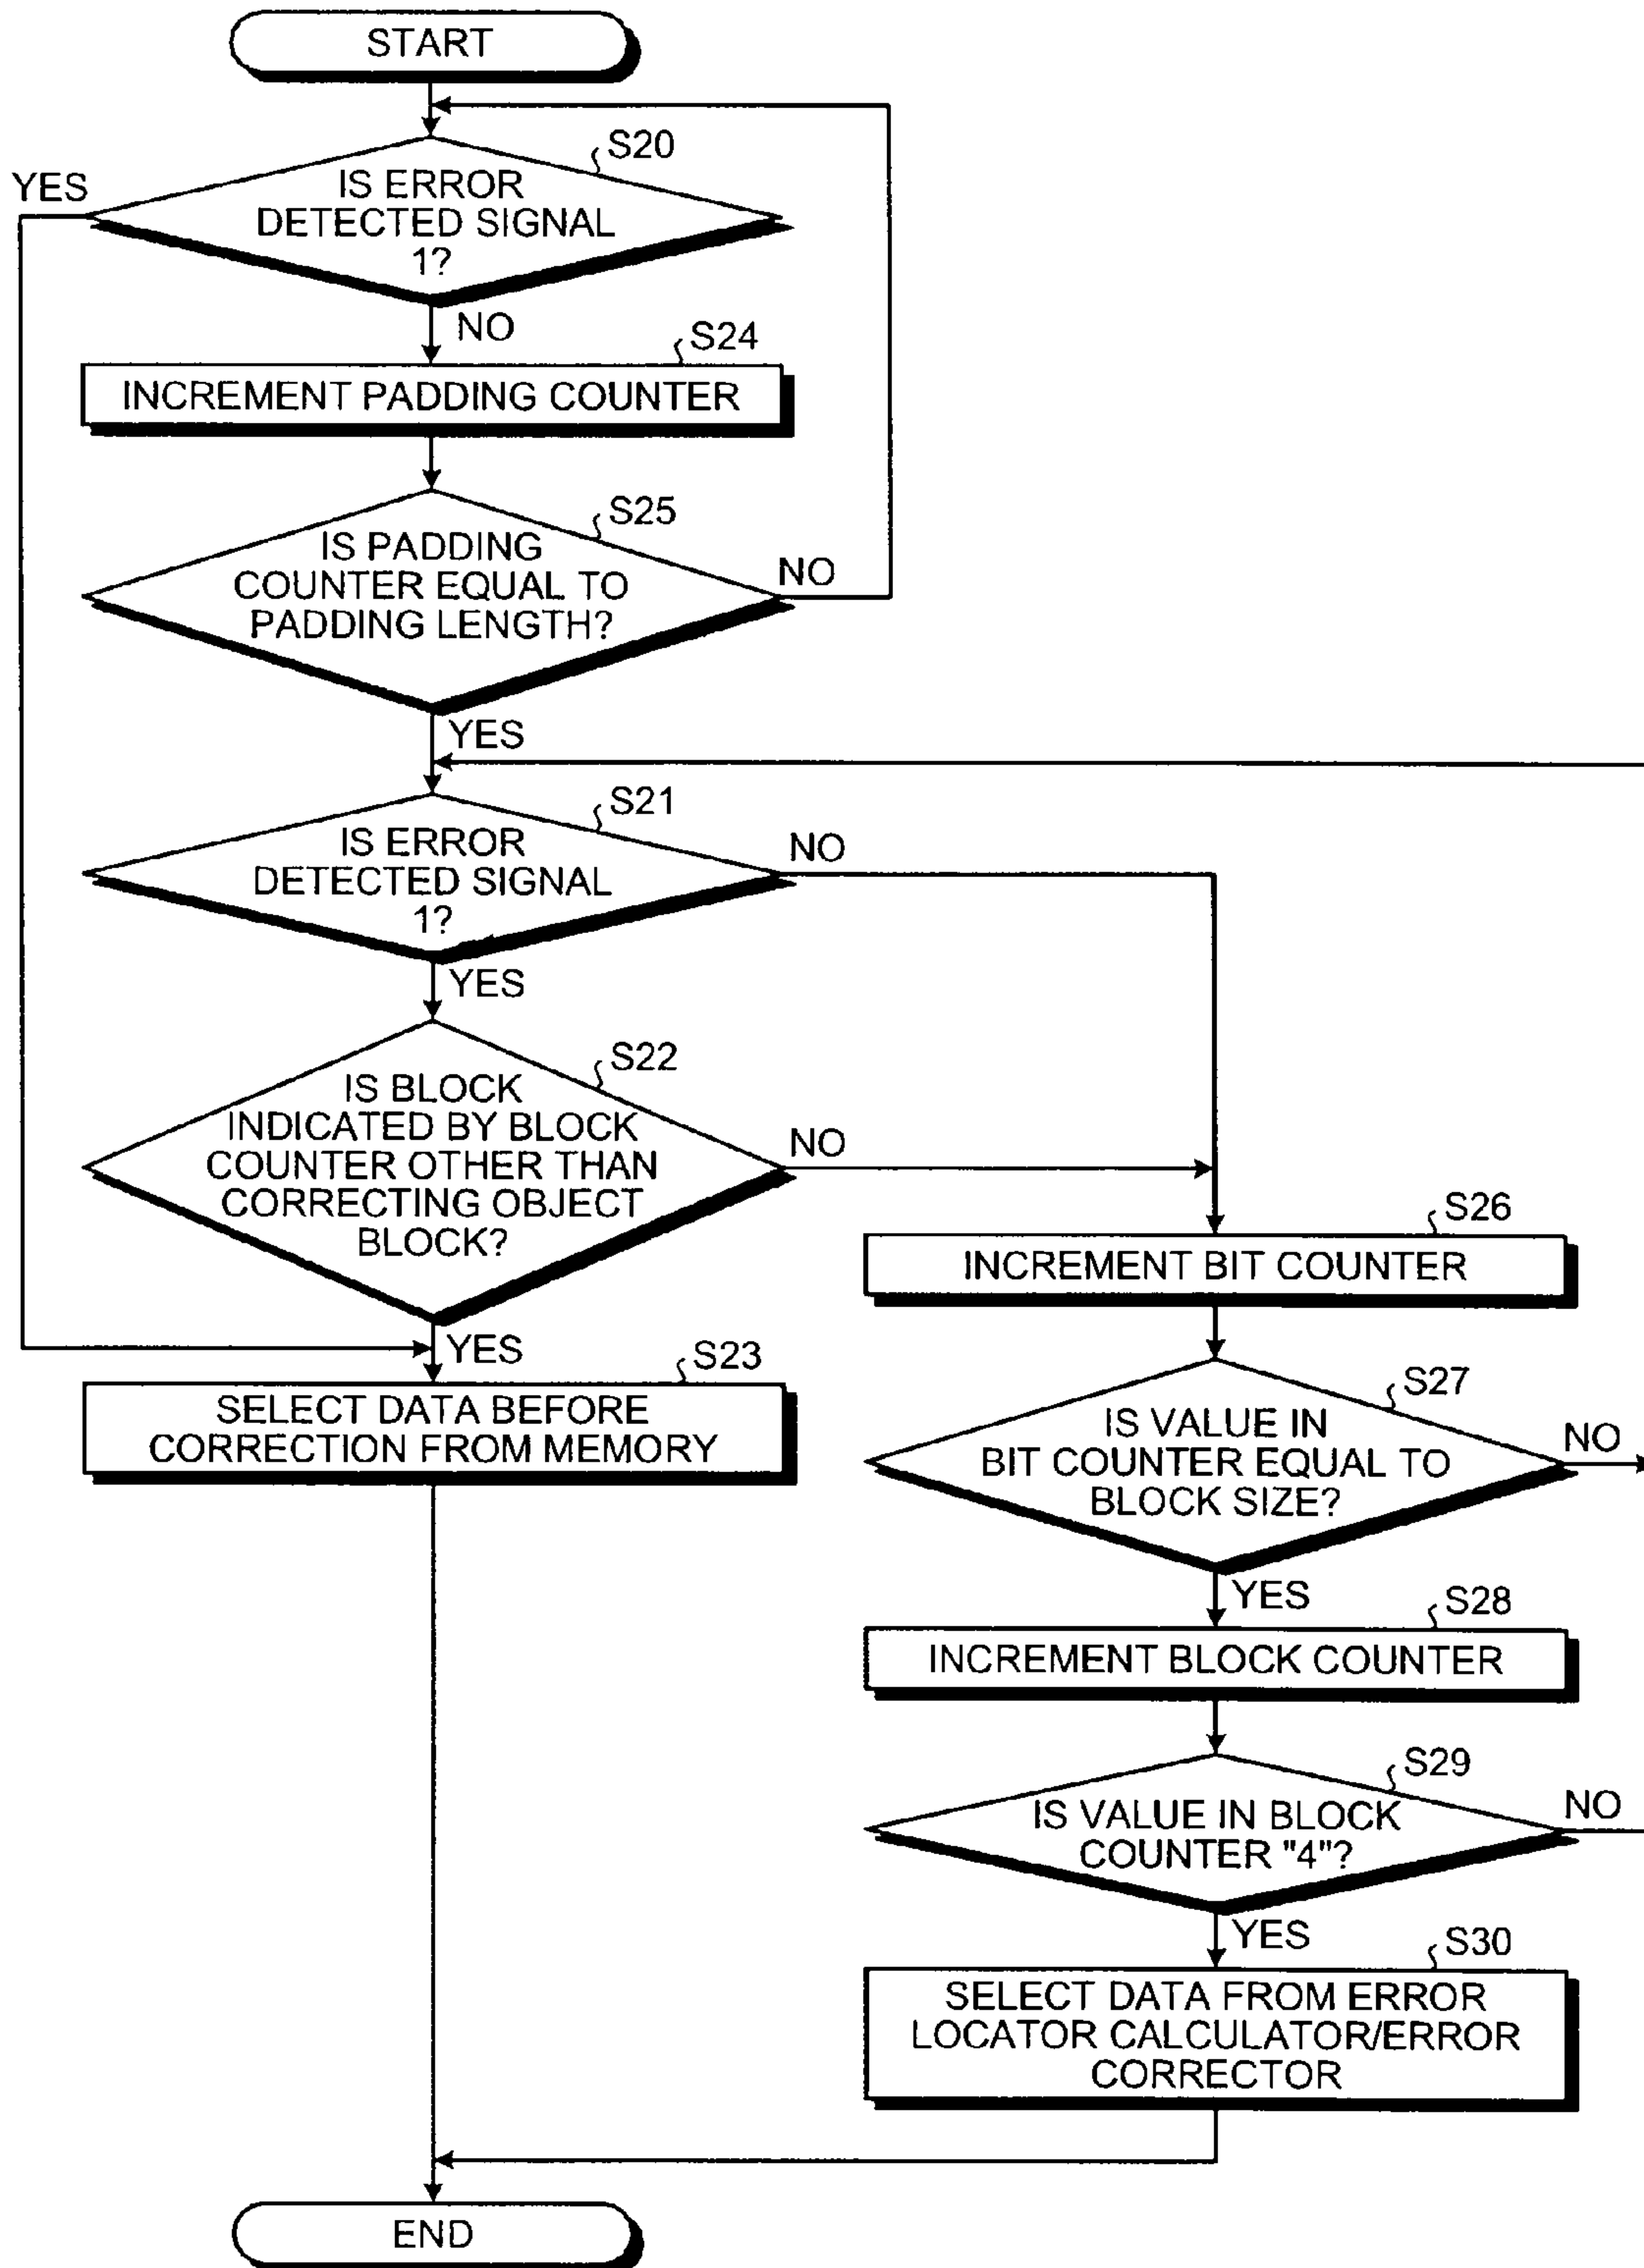 START
S20
YES
IS ERROR
DETECTED SIGNAL
1?
NO
S24
INCREMENT PADDING COUNTER
S25
IS PADDING
COUNTER EQUAL TO
PADDING LENGTH?
NO
YES
S21
IS ERROR
DETECTED SIGNAL
1?
NO
YES
S22
IS BLOCK
INDICATED BY BLOCK
COUNTER OTHER THAN
CORRECTING OBJECT
BLOCK?
NO
YES
S23
SELECT DATA BEFORE
CORRECTION FROM MEMORY
S26
INCREMENT BIT COUNTER
S27
IS VALUE IN
BIT COUNTER EQUAL TO
BLOCK SIZE?
NO
YES
S28
INCREMENT BLOCK COUNTER
S29
IS VALUE IN BLOCK
COUNTER "4"?
NO
YES
S30
SELECT DATA FROM ERROR
LOCATOR CALCULATOR/ERROR
CORRECTOR
END